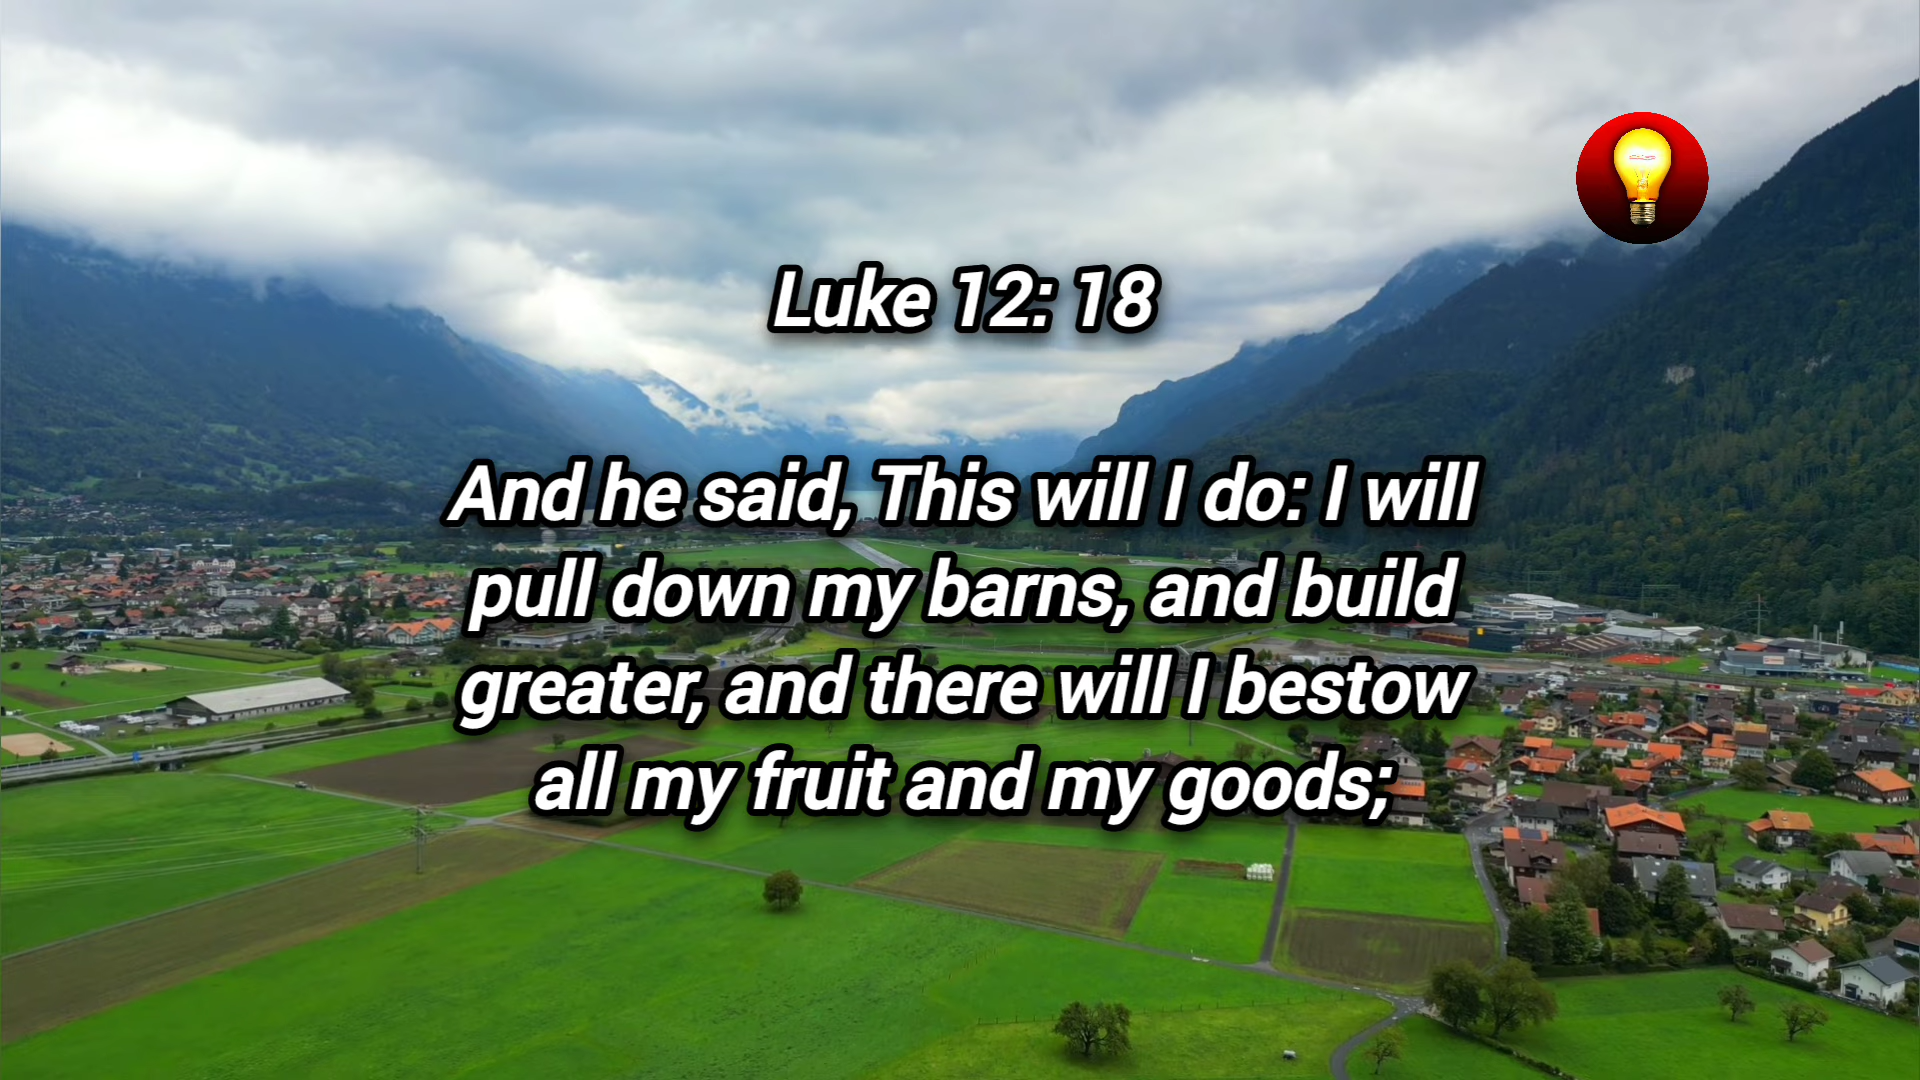 Luke 12: 18
And he said, This will I do: I will
pull down my barns, and build
greater, and there will I bestow
all my fruit and my goods;